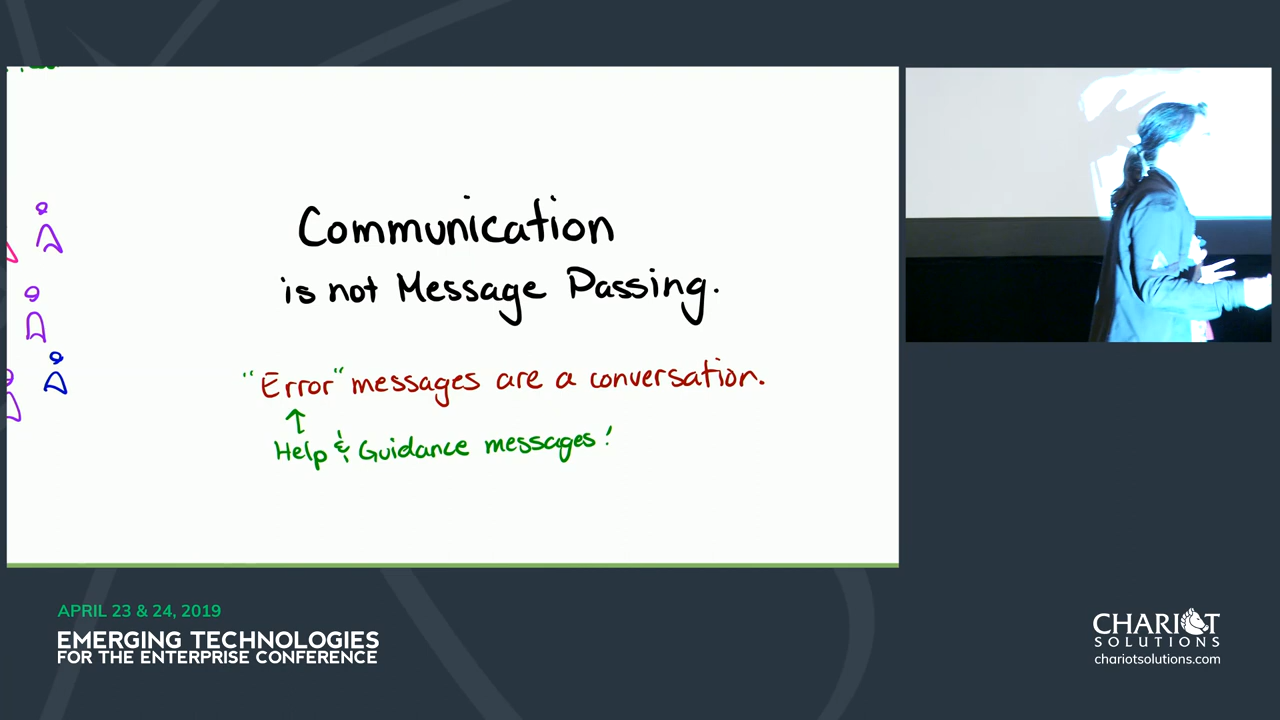 Communication
is not Message Passing.
"Error" messages are a conversation.
↑
Help & Guidance messages!
APRIL 23 & 24, 2019
EMERGING TECHNOLOGIES
FOR THE ENTERPRISE CONFERENCE
CHARIOT
SOLUTIONS
chariotsolutions.com